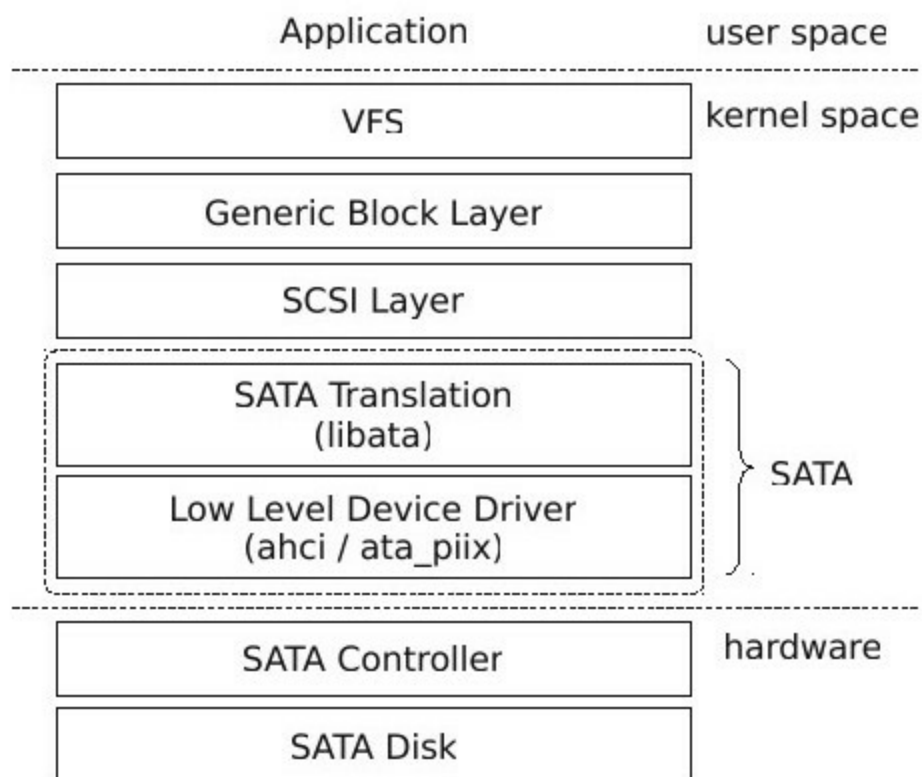 Application
user space
VFS
kernel space
Generic Block Layer
SCSI Layer
SATA Translation
(libata)
SATA
Low Level Device Driver
(ahci / ata_piix)
SATA Controller
hardware
SATA Disk